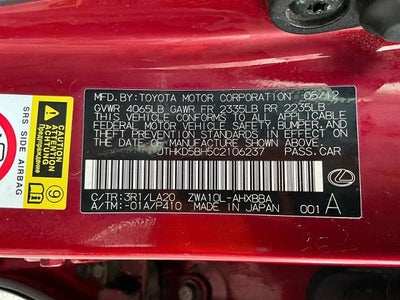 MFD. BY: TOYOTA MOTOR CORPORATION 05/12
GVWR 4065LB GAWR FR 2335LB RR 2235LB
THIS VEHICLE CONFORMS TO ALL APPLICABLE
FEDERAL MOTOR VEHICLE SAFETY, BUMPER, AND
THEFT PREVENTION STANDARDS IN EFFECT ON THE
DATE OF MANUFACTURE SHOWN ABOVE.
JTHKD5BH5C2106237 PASS.CAR
C/TR: 3R1/LA20 ZWA10L-AHXBBA
A/TM: -01A/P410 MADE IN JAPAN 001 A
SRS SIDE AIRBAG
Предупреждение
9